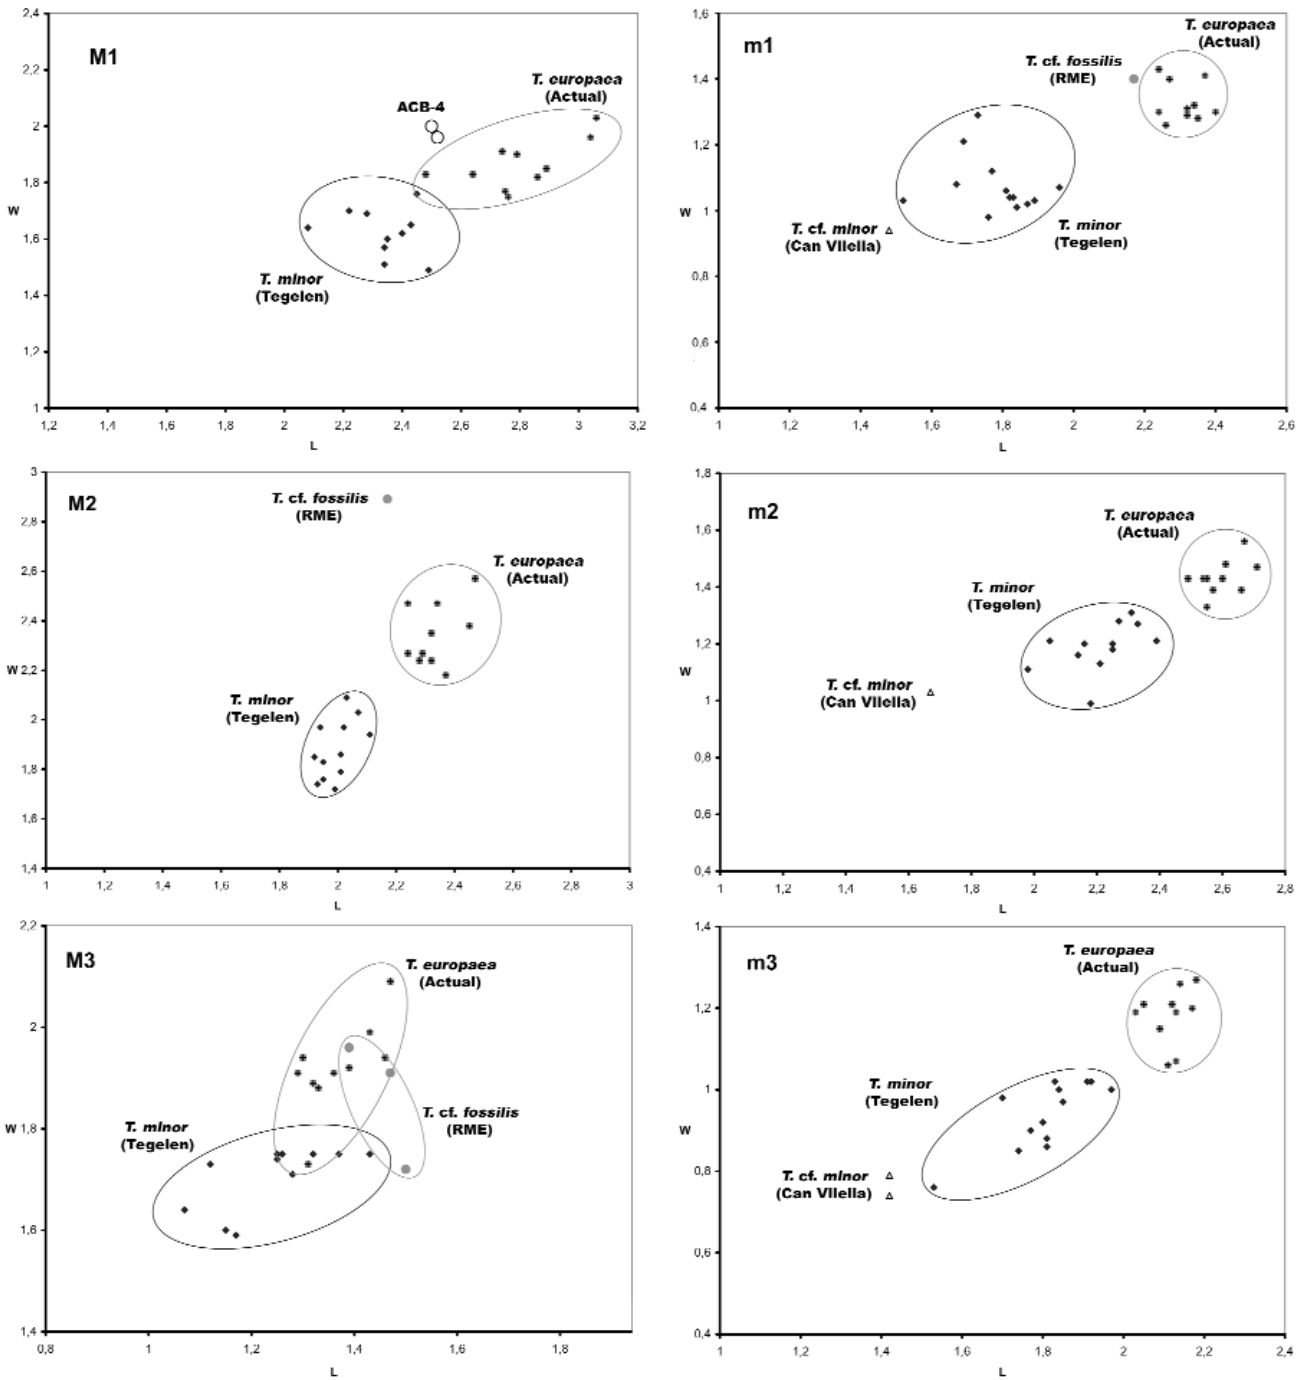 M1
2,4
2,2
2
1,8
1,6
1,4
1,2
1
W
1,2 1,4 1,6 1,8 2 2,2 2,4 2,6 2,8 3 3,2
L
T. europaea
(Actual)
ACB-4
T. minor
(Tegelen)
m1
1,6
1,4
1,2
1
0,8
0,6
0,4
W
1 1,2 1,4 1,6 1,8 2 2,2 2,4 2,6
L
T. europaea
(Actual)
T. cf. fossilis
(RME)
T. cf. minor
(Can Vilella)
T. minor
(Tegelen)
M2
3
2,8
2,6
2,4
2,2
2
1,8
1,6
1,4
W
1 1,2 1,4 1,6 1,8 2 2,2 2,4 2,6 2,8 3
L
T. cf. fossilis
(RME)
T. europaea
(Actual)
T. minor
(Tegelen)
m2
1,8
1,6
1,4
1,2
1
0,8
0,6
0,4
W
1 1,2 1,4 1,6 1,8 2 2,2 2,4 2,6 2,8
L
T. europaea
(Actual)
T. minor
(Tegelen)
T. cf. minor
(Can Vilella)
M3
2,2
2
1,8
1,6
1,4
W
0,8 1 1,2 1,4 1,6 1,8
L
T. europaea
(Actual)
T. cf. fossilis
(RME)
T. minor
(Tegelen)
m3
1,4
1,2
1
0,8
0,6
0,4
W
1 1,2 1,4 1,6 1,8 2 2,2 2,4
L
T. europaea
(Actual)
T. minor
(Tegelen)
T. cf. minor
(Can Vilella)